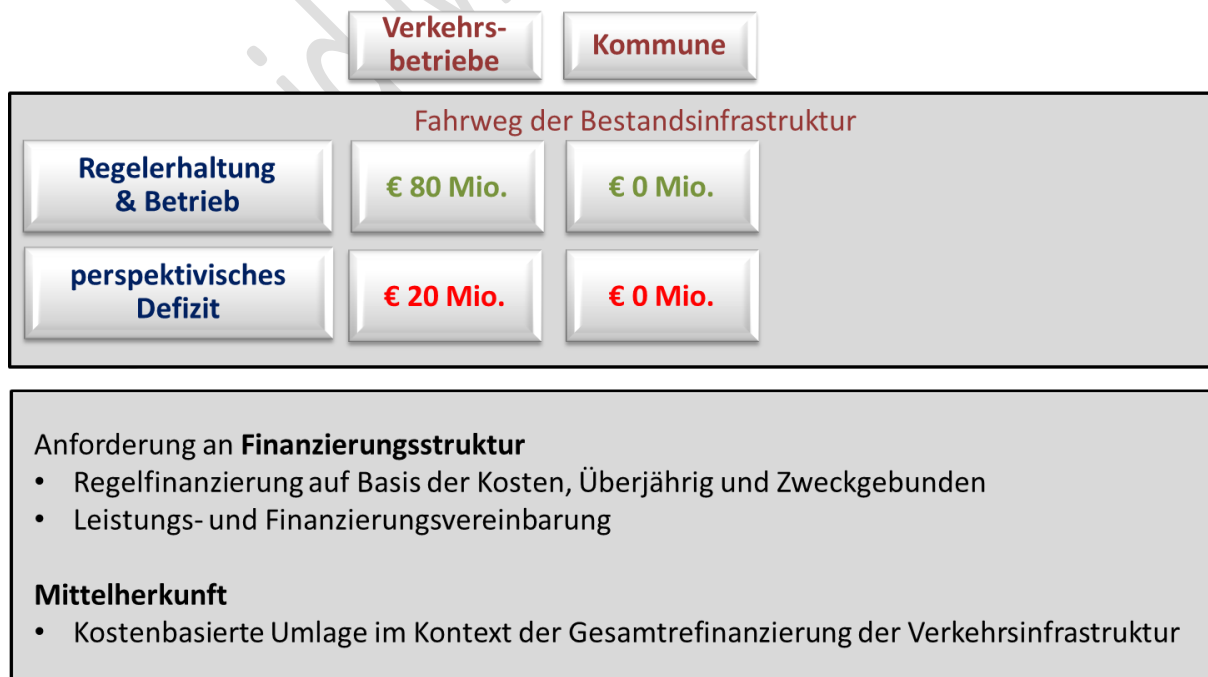 Verkehrs-
betriebe
Kommune
Fahrweg der Bestandsinfrastruktur
Regelerhaltung
& Betrieb
€ 80 Mio.
€ 0 Mio.
perspektivisches
Defizit
€ 20 Mio.
€ 0 Mio.
Anforderung an Finanzierungsstruktur
• Regelfinanzierung auf Basis der Kosten, Überjährig und Zweckgebunden
• Leistungs- und Finanzierungsvereinbarung
Mittelherkunft
• Kostenbasierte Umlage im Kontext der Gesamtrefinanzierung der Verkehrsinfrastruktur